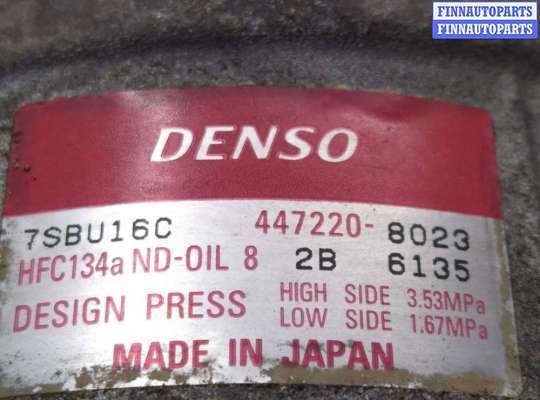 FINNAUTOPARTS
FINNAUTOPARTS
DENSO
7SBU16C 447220-8023
HFC134a ND-OIL 8 2B 6135
DESIGN PRESS HIGH SIDE 3.53MPa
LOW SIDE 1.67MPa
MADE IN JAPAN